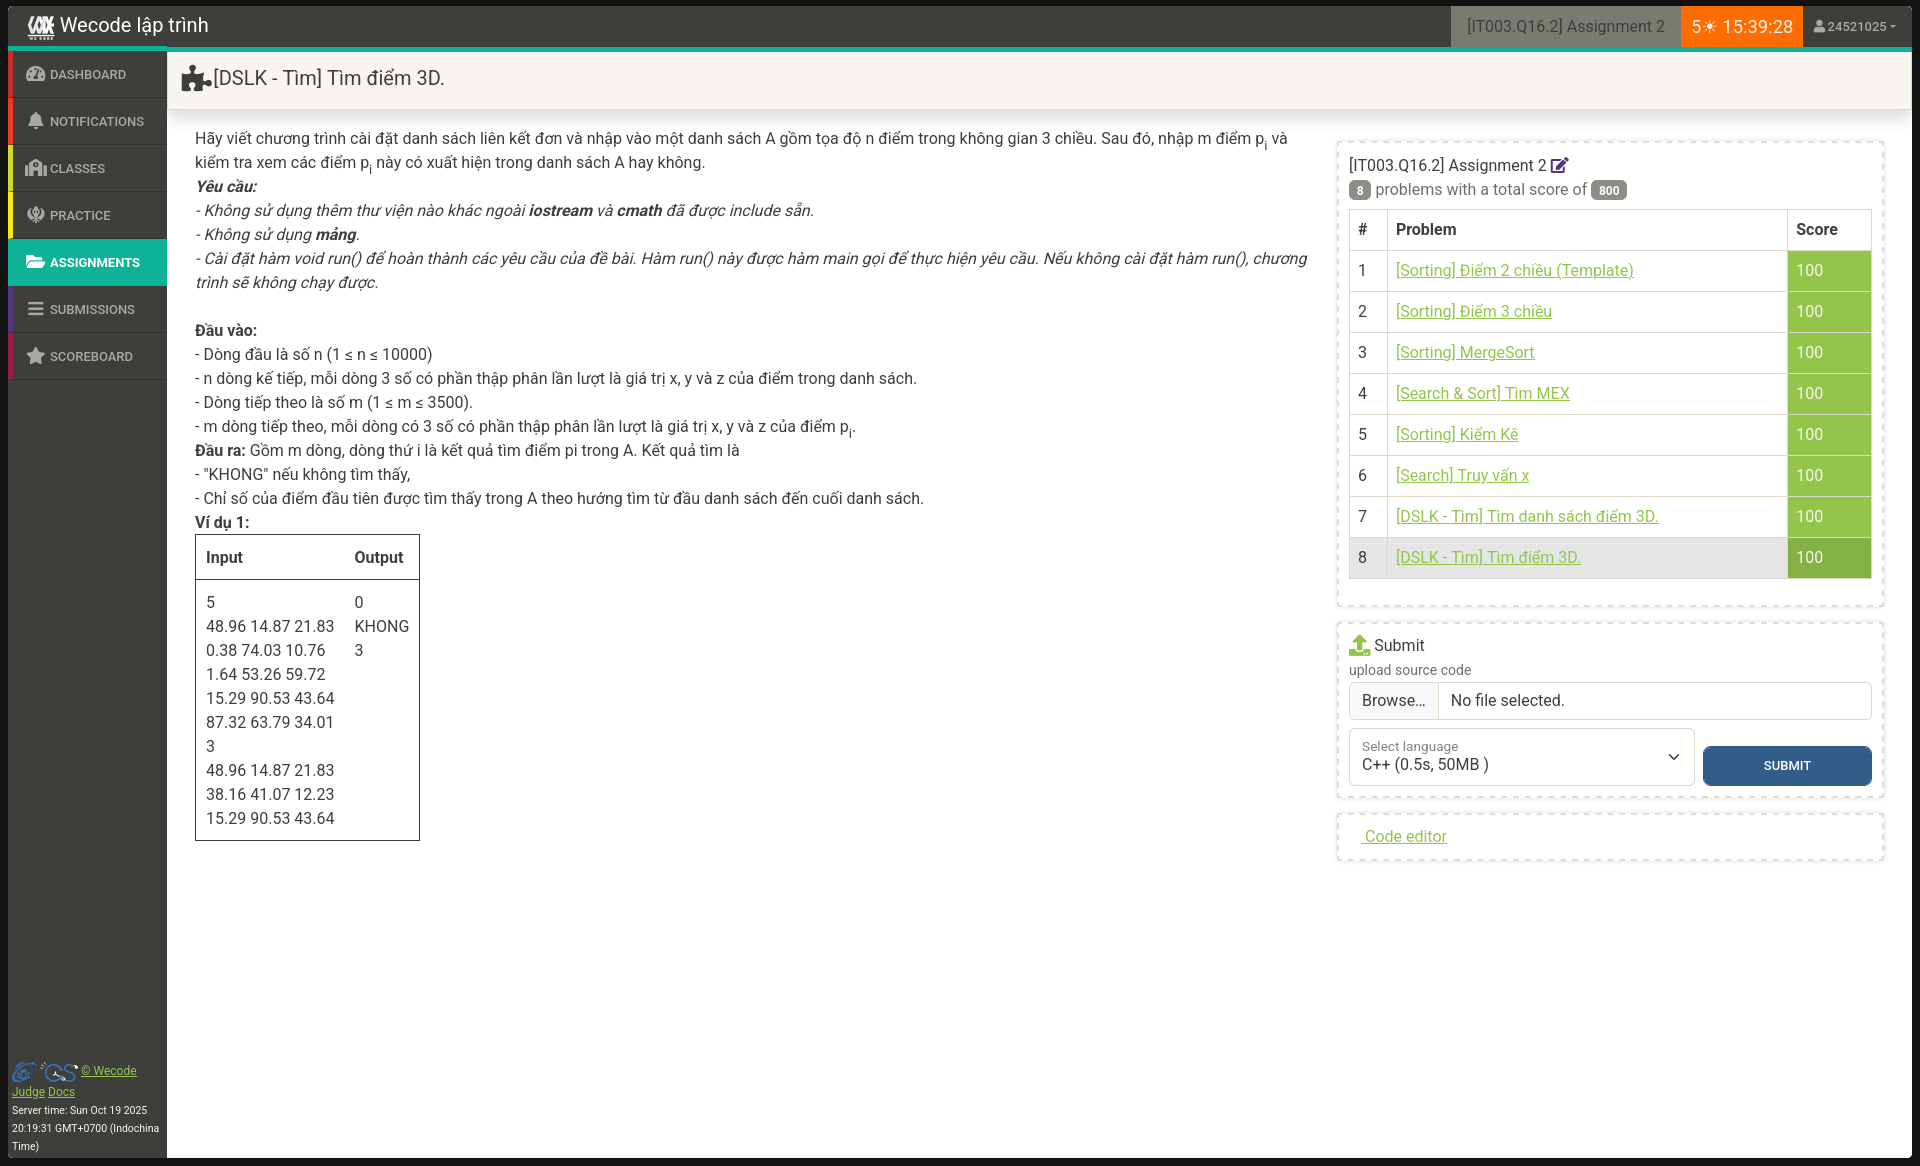 Wecode lập trình
[IT003.Q16.2] Assignment 2
5☀ 15:39:28
24521025
DASHBOARD
NOTIFICATIONS
CLASSES
PRACTICE
ASSIGNMENTS
SUBMISSIONS
SCOREBOARD
[DSLK - Tìm] Tìm điểm 3D.
Hãy viết chương trình cài đặt danh sách liên kết đơn và nhập vào một danh sách A gồm tọa độ n điểm trong không gian 3 chiều. Sau đó, nhập m điểm pi và
kiểm tra xem các điểm pi này có xuất hiện trong danh sách A hay không.
Yêu cầu:
- Không sử dụng thêm thư viện nào khác ngoài iostream và cmath đã được include sẵn.
- Không sử dụng mảng.
- Cài đặt hàm void run() để hoàn thành các yêu cầu của đề bài. Hàm run() này được hàm main gọi để thực hiện yêu cầu. Nếu không cài đặt hàm run(), chương
trình sẽ không chạy được.
Đầu vào:
- Dòng đầu là số n (1 ≤ n ≤ 10000)
- n dòng kế tiếp, mỗi dòng 3 số có phần thập phân lần lượt là giá trị x, y và z của điểm trong danh sách.
- Dòng tiếp theo là số m (1 ≤ m ≤ 3500).
- m dòng tiếp theo, mỗi dòng có 3 số có phần thập phân lần lượt là giá trị x, y và z của điểm pi.
Đầu ra: Gồm m dòng, dòng thứ i là kết quả tìm điểm pi trong A. Kết quả tìm là
- "KHONG" nếu không tìm thấy,
- Chỉ số của điểm đầu tiên được tìm thấy trong A theo hướng tìm từ đầu danh sách đến cuối danh sách.
Ví dụ 1:
Input Output
5 0
48.96 14.87 21.83 KHONG
0.38 74.03 10.76 3
1.64 53.26 59.72
15.29 90.53 43.64
87.32 63.79 34.01
3
48.96 14.87 21.83
38.16 41.07 12.23
15.29 90.53 43.64
[IT003.Q16.2] Assignment 2
8 problems with a total score of 800
# Problem Score
1 [Sorting] Điểm 2 chiều (Template) 100
2 [Sorting] Điểm 3 chiều 100
3 [Sorting] MergeSort 100
4 [Search & Sort] Tìm MEX 100
5 [Sorting] Kiểm Kê 100
6 [Search] Truy vấn x 100
7 [DSLK - Tìm] Tìm danh sách điểm 3D. 100
8 [DSLK - Tìm] Tìm điểm 3D. 100
Submit
upload source code
Browse... No file selected.
Select language
C++ (0.5s, 50MB )
SUBMIT
Code editor
CS © Wecode
Judge Docs
Server time: Sun Oct 19 2025
20:19:31 GMT+0700 (Indochina
Time)